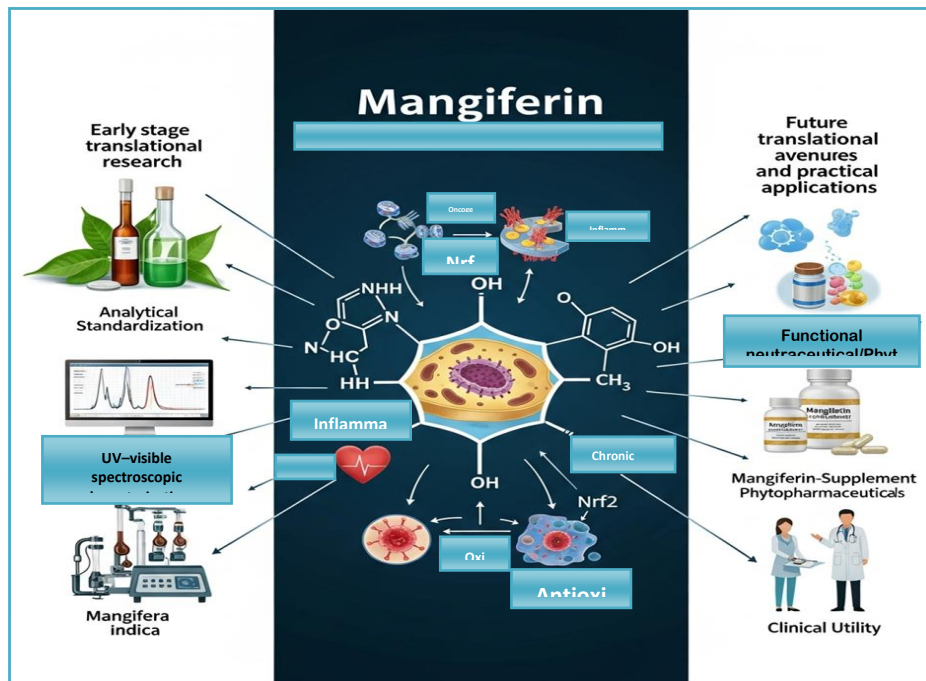 Mangiferin
Early stage
translational
research
Analytical
Standardization
UV–visible
spectroscopic
Mangifera
indica
Oncoge
Inflamm
Nrf
OH
NHH
N
O
N
HC
HH
O
OH
CH3
Inflamma
Chronic
OH
Nrf2
Oxi
Antioxi
Future
translational
avenures
and practical
applications
Functional
neutraceutical/Phyt
Mangiferin-Supplement
Phytopharmaceuticals
Clinical Utility